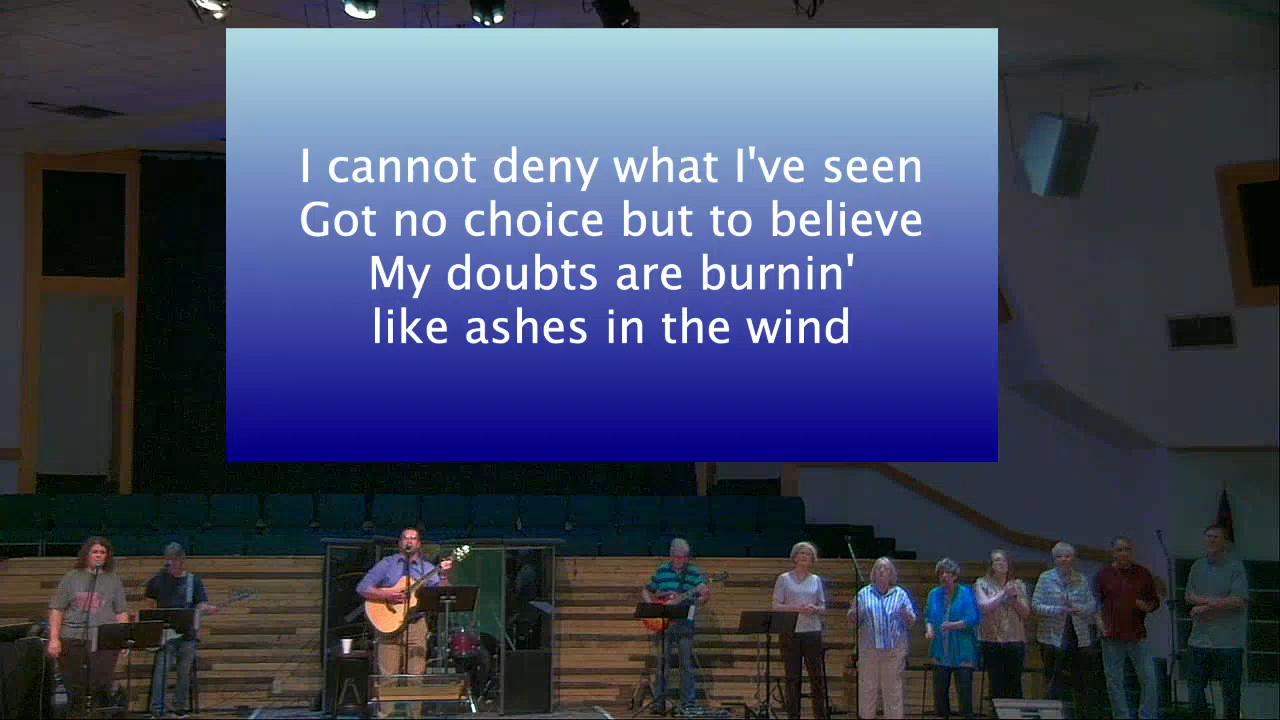 I cannot deny what I've seen
Got no choice but to believe
My doubts are burnin'
like ashes in the wind